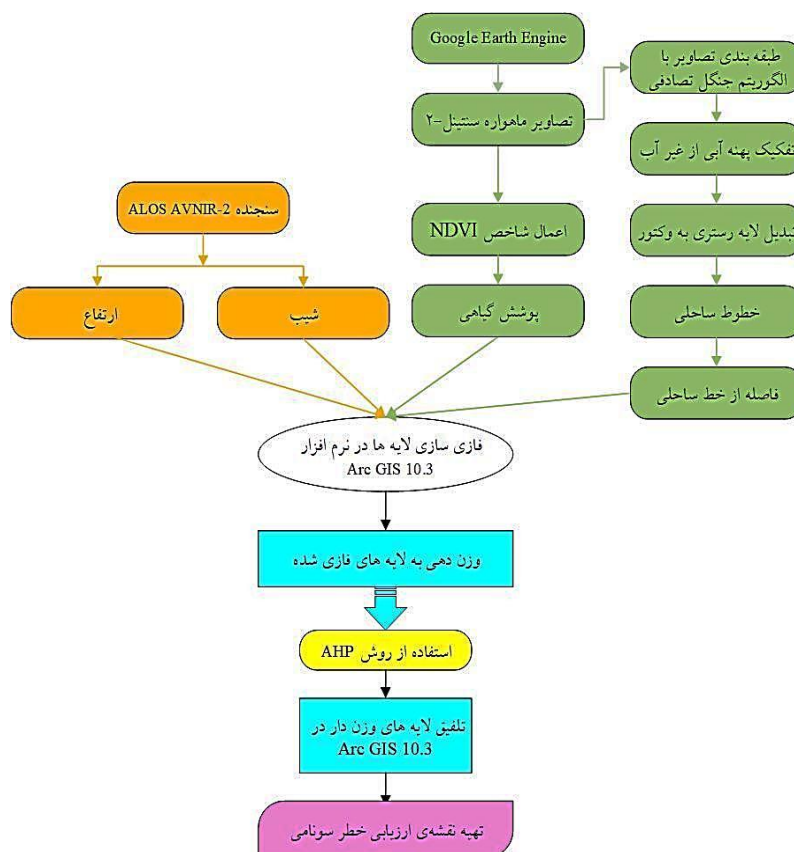 Google Earth Engine
تصاویر ماهواره سنتینل-۲
طبقه بندی تصاویر با
الگوریتم جنگل تصادفی
تفکیک پهنه آبی از غیر آب
تبدیل لایه رستری به وکتور
خطوط ساحلی
فاصله از خط ساحلی
اعمال شاخص NDVI
پوشش گیاهی
سنجنده ALOS AVNIR-2
شیب
ارتفاع
فازی سازی لایه ها در نرم افزار
Arc GIS 10.3
وزن دهی به لایه های فازی شده
استفاده از روش AHP
تلفیق لایه های وزن دار در
Arc GIS 10.3
تهیه نقشه‌ی ارزیابی خطر سونامی